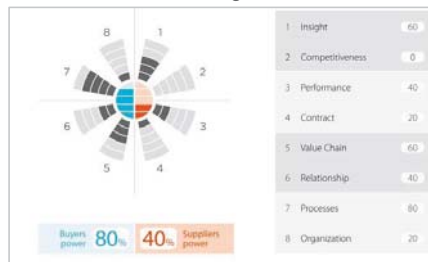 8 1
7 2
6 3
5 4
Buyers power 80% 40% Suppliers power
1 Insight 60
2 Competitiveness 0
3 Performance 40
4 Contract 20
5 Value Chain 60
6 Relationship 40
7 Processes 80
8 Organization 20